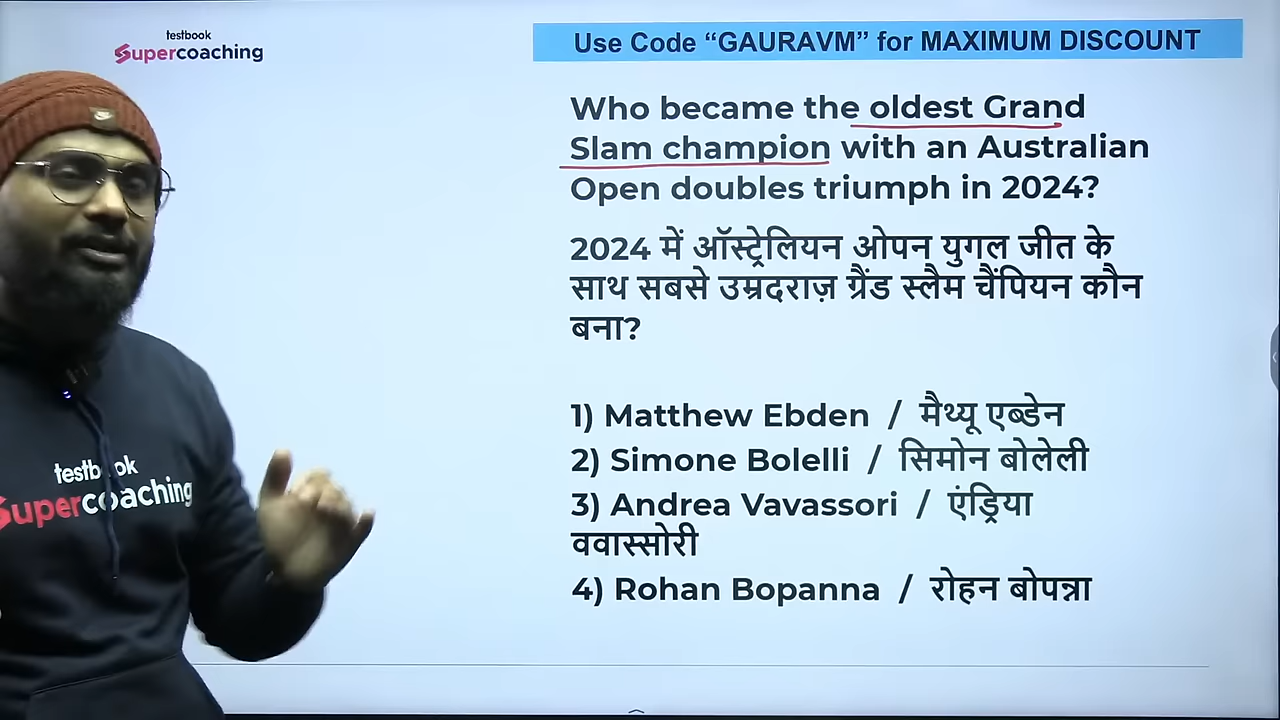 testbook
Supercoaching
Use Code “GAURAVM” for MAXIMUM DISCOUNT
Who became the oldest Grand
Slam champion with an Australian
Open doubles triumph in 2024?
2024 में ऑस्ट्रेलियन ओपन युगल जीत के
साथ सबसे उम्रदराज़ ग्रैंड स्लैम चैंपियन कौन
बना?
1) Matthew Ebden / मैथ्यू एब्डेन
2) Simone Bolelli / सिमोन बोलेली
3) Andrea Vavassori / एंड्रिया
ववास्सोरी
4) Rohan Bopanna / रोहन बोपन्ना
testbook
Supercoaching